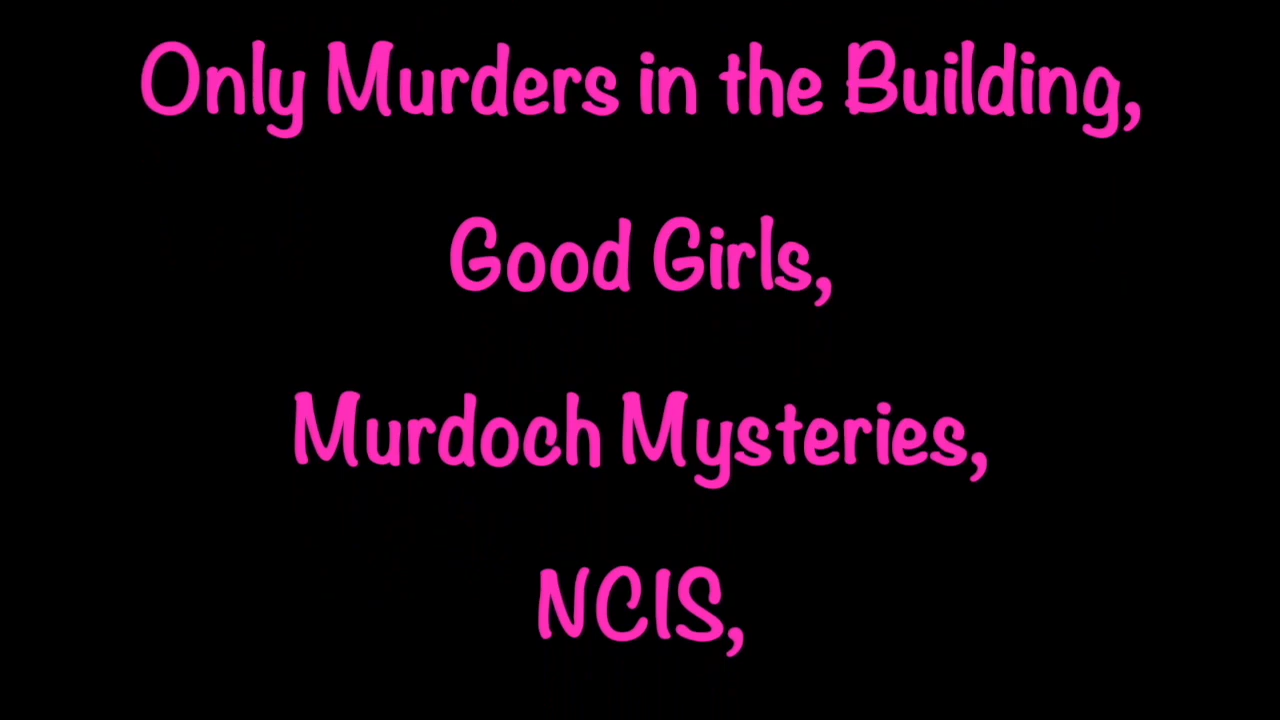 Only Murders in the Building,
Good Girls,
Murdoch Mysteries,
NCIS,